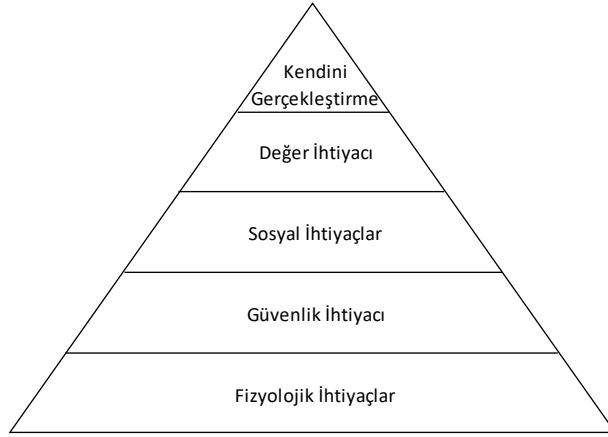 Kendini
Gerçekleştirme
Değer İhtiyacı
Sosyal İhtiyaçlar
Güvenlik İhtiyacı
Fizyolojik İhtiyaçlar